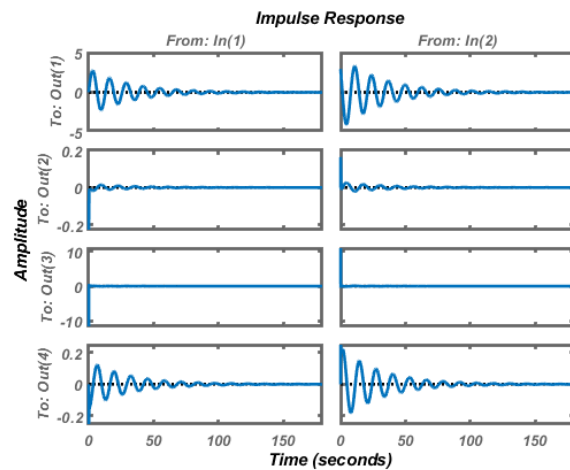 Impulse Response
From: In(1) From: In(2)
Amplitude
To: Out(1)
5
0
-5
To: Out(2)
0.2
0
-0.2
To: Out(3)
10
0
-10
To: Out(4)
0.2
0
-0.2
0 50 100 150 0 50 100 150
Time (seconds)